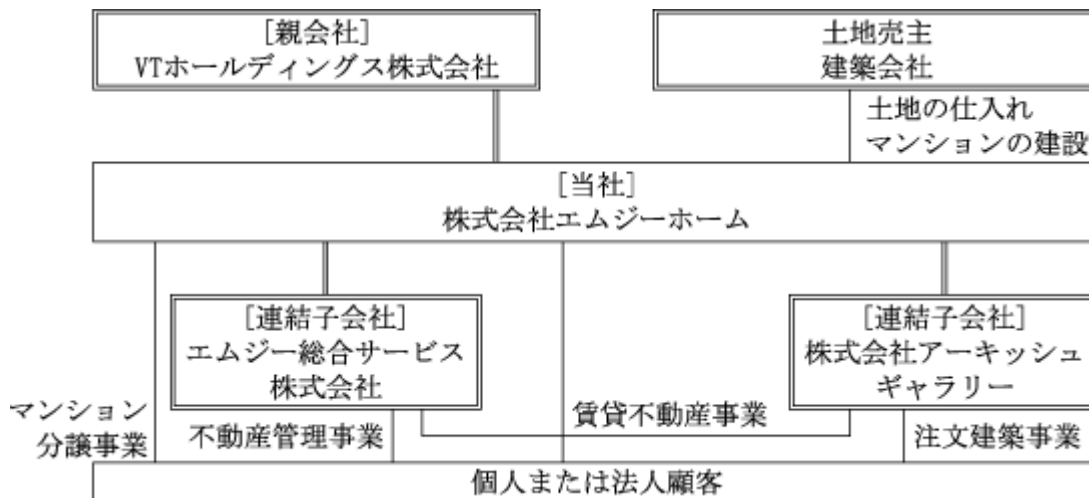 [親会社]
VTホールディングス株式会社
土地売主
建築会社
土地の仕入れ
マンションの建設
[当社]
株式会社エムジーホーム
[連結子会社]
エムジー総合サービス
株式会社
[連結子会社]
株式会社アーキッシュ
ギャラリー
マンション
分譲事業
不動産管理事業
賃貸不動産事業
注文建築事業
個人または法人顧客